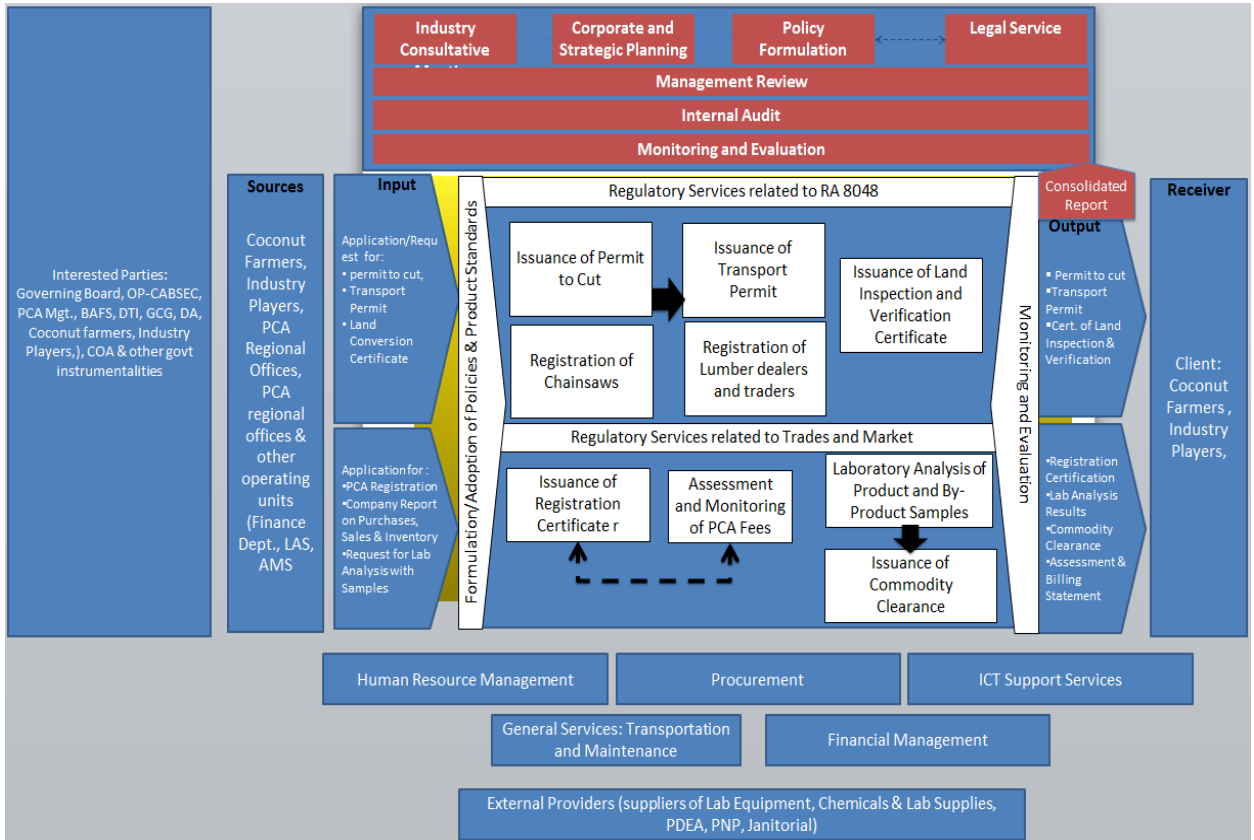 Industry
Consultative
Corporate and
Strategic Planning
Policy
Formulation
Legal Service
Management Review
Internal Audit
Monitoring and Evaluation
Interested Parties:
Governing Board, OP-CABSEC,
PCA Mgt., BAFS, DTI, GCG, DA,
Coconut farmers, Industry
Players,), COA & other govt
instrumentalities
Sources
Coconut
Farmers,
Industry
Players,
PCA
Regional
Offices,
PCA
regional
offices &
other
operating
units
(Finance
Dept., LAS,
AMS
Input
Application/Requ
est for:
• permit to cut,
• Transport
Permit
• Land
Conversion
Certificate
Application for :
•PCA Registration
•Company Report
on Purchases,
Sales & Inventory
•Request for Lab
Analysis with
Samples
Formulation/Adoption of Policies & Product Standards
Regulatory Services related to RA 8048
Issuance of Permit
to Cut
Issuance of
Transport
Permit
Issuance of Land
Inspection and
Verification
Certificate
Registration of
Chainsaws
Registration of
Lumber dealers
and traders
Regulatory Services related to Trades and Market
Issuance of
Registration
Certificate r
Assessment
and Monitoring
of PCA Fees
Laboratory Analysis of
Product and By-
Product Samples
Issuance of
Commodity
Clearance
Monitoring and Evaluation
Consolidated
Report
Output
▪ Permit to cut
▪Transport
Permit
▪Cert. of Land
Inspection &
Verification
•Registration
Certification
•Lab Analysis
Results
•Commodity
Clearance
•Assessment &
Billing
Statement
Receiver
Client:
Coconut
Farmers ,
Industry
Players,
Human Resource Management
Procurement
ICT Support Services
General Services: Transportation
and Maintenance
Financial Management
External Providers (suppliers of Lab Equipment, Chemicals & Lab Supplies,
PDEA, PNP, Janitorial)